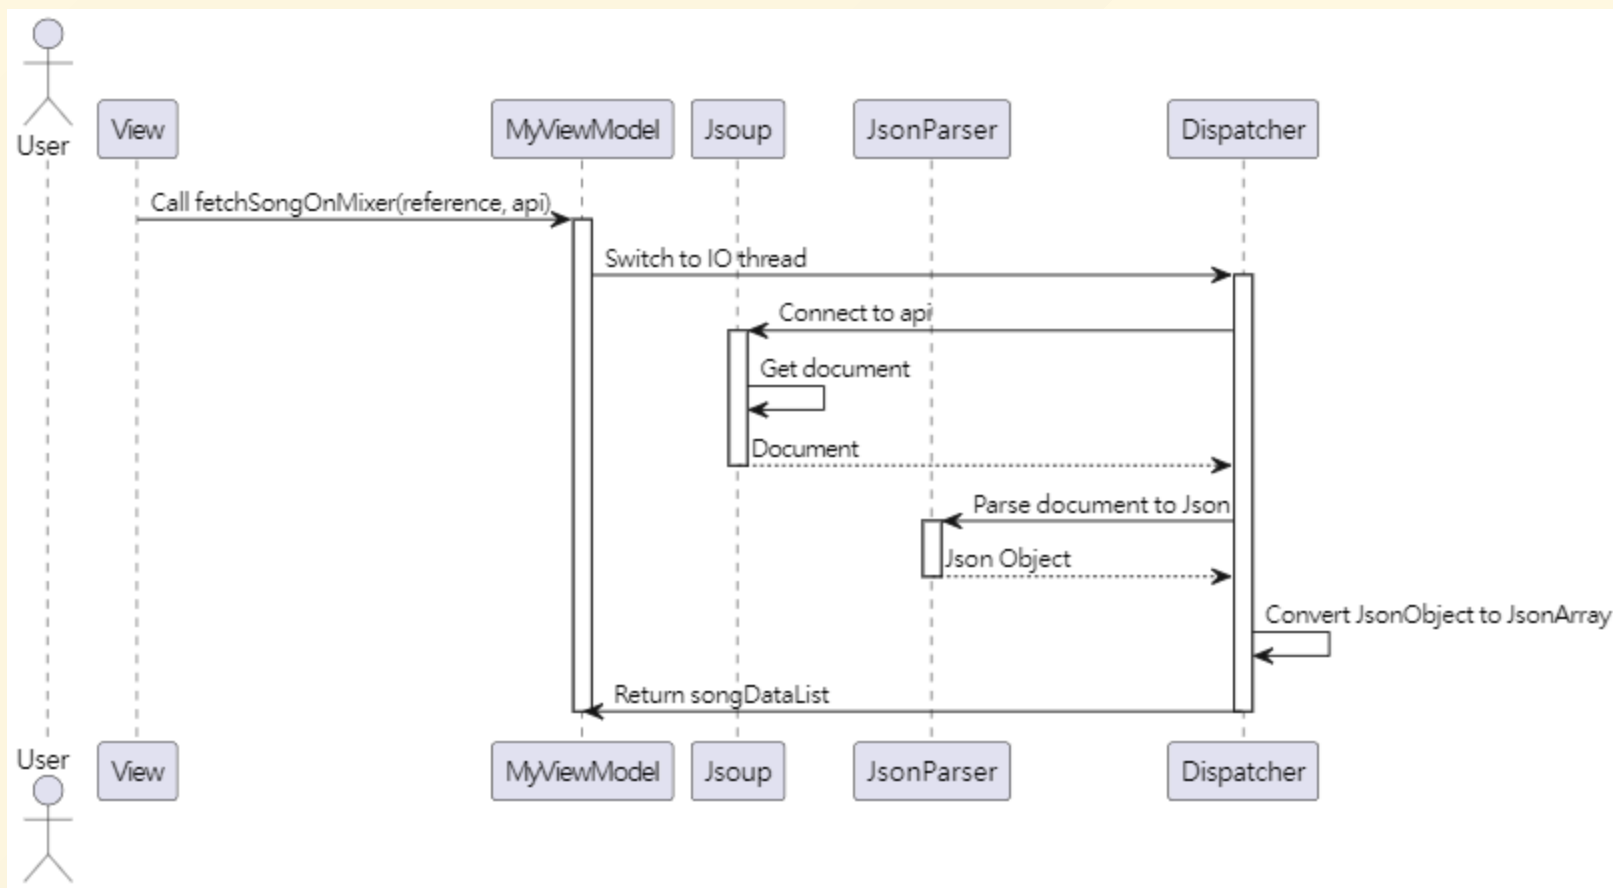 User
View
MyViewModel
Jsoup
JsonParser
Dispatcher
Call fetchSongOnMixer(reference, api)
Switch to IO thread
Connect to api
Get document
Document
Parse document to Json
Json Object
Convert JsonObject to JsonArray
Return songDataList
User
View
MyViewModel
Jsoup
JsonParser
Dispatcher